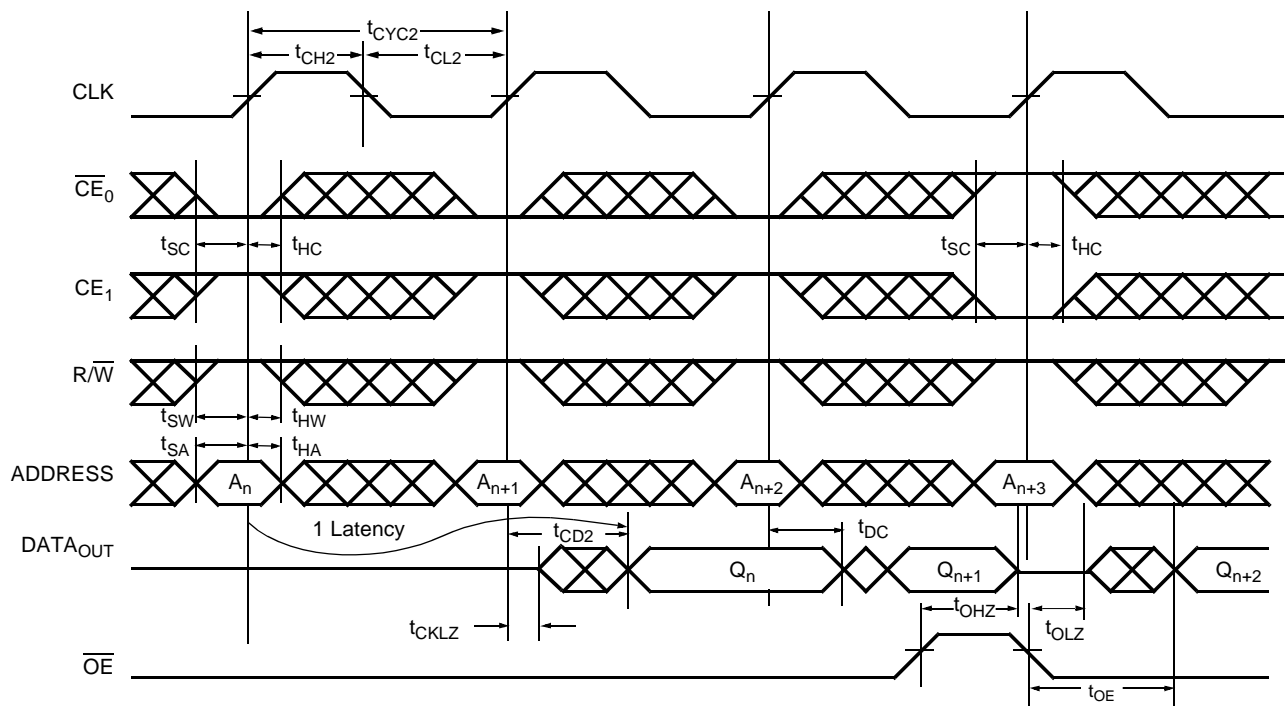 tCYC2
tCH2 tCL2
CLK
CE0
tSC tHC tSC tHC
CE1
R/W
tSW tHW
tSA tHA
ADDRESS An An+1 An+2 An+3
1 Latency tCD2 tDC
DATAOUT Qn Qn+1 Qn+2
tCKLZ tOHZ tOLZ
OE
tOE